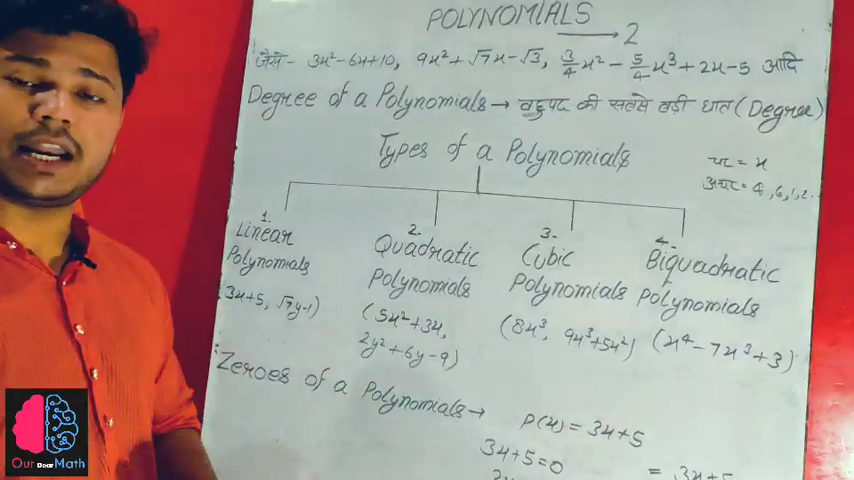 POLYNOMIALS → 2
जैसे- 3x²-6x+10, 9x²+√7x-√3, 3/4x² - 5/4x³+2x-5 आदि
Degree of a Polynomials → बहुपद की सबसे बड़ी घात (Degree)
Types of a Polynomials
चर = x
अचर = 4, 6, 1, 2..
1. Linear Polynomials
3x+5, √7y-1)
2. Quadratic Polynomials
(5x²+3x,
2y²+6y-9)
3. Cubic Polynomials
(8x³, 9x³+5x²)
4. Biquadratic Polynomials
(x⁴-7x³+3)
Zeroes of a Polynomials →
P(x) = 3x+5
3x+5=0
= 3x+5
Our Dear Math